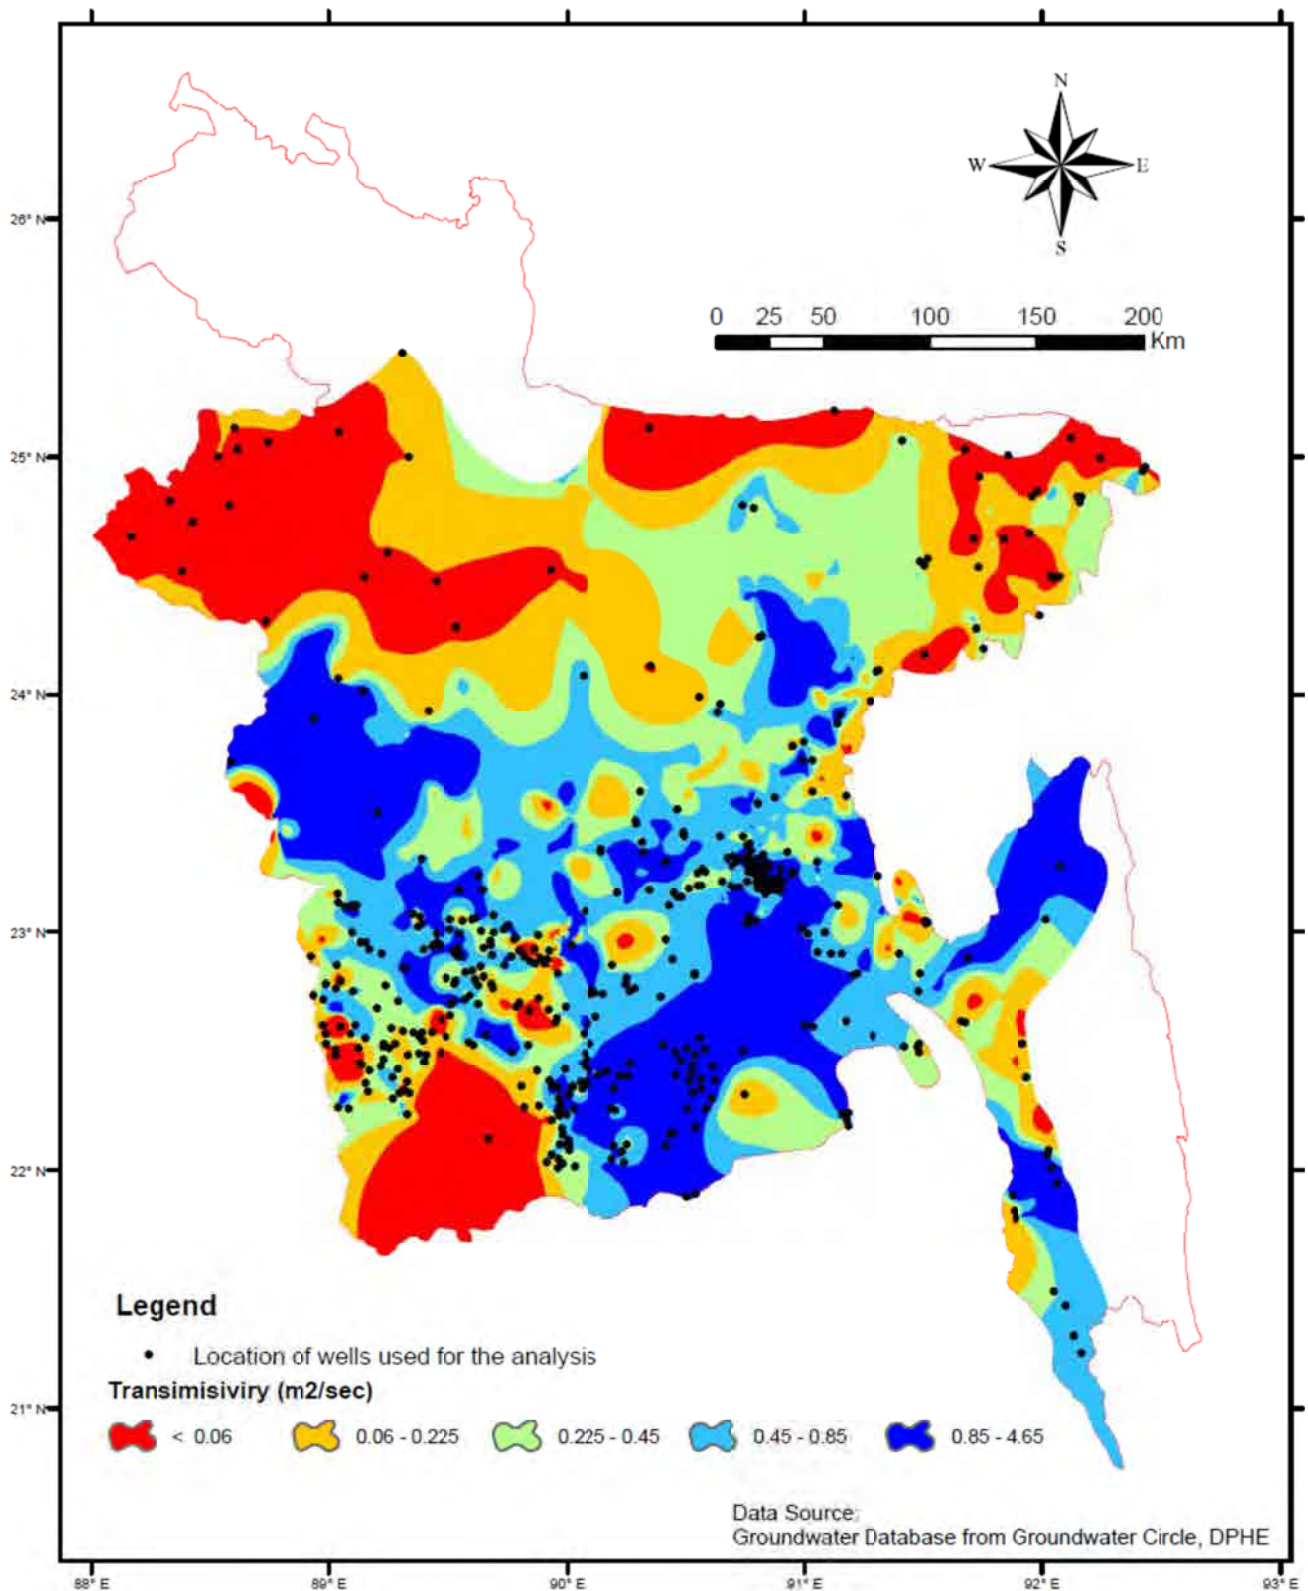 N
W E
S
26° N
0 25 50 100 150 200
Km
25° N
24° N
23° N
22° N
Legend
Location of wells used for the analysis
Transimisiviry (m2/sec)
21° N
< 0.06 0.06 - 0.225 0.225 - 0.45 0.45 - 0.85 0.85 - 4.65
Data Source:
Groundwater Database from Groundwater Circle, DPHE
88° E 89° E 90° E 91° E 92° E 93° E